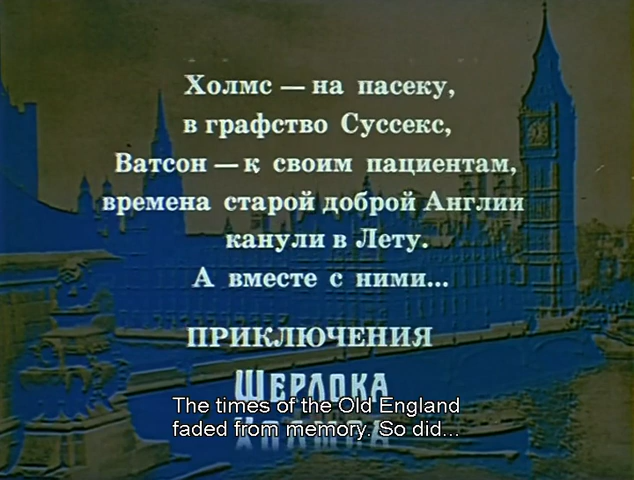 Холмс — на пасеку,
в графство Суссекс,
Ватсон — к своим пациентам,
времена старой доброй Англии
канули в Лету.
А вместе с ними...
ПРИКЛЮЧЕНИЯ
ШЕРЛОКА
The times of the Old England
faded from memory. So did...